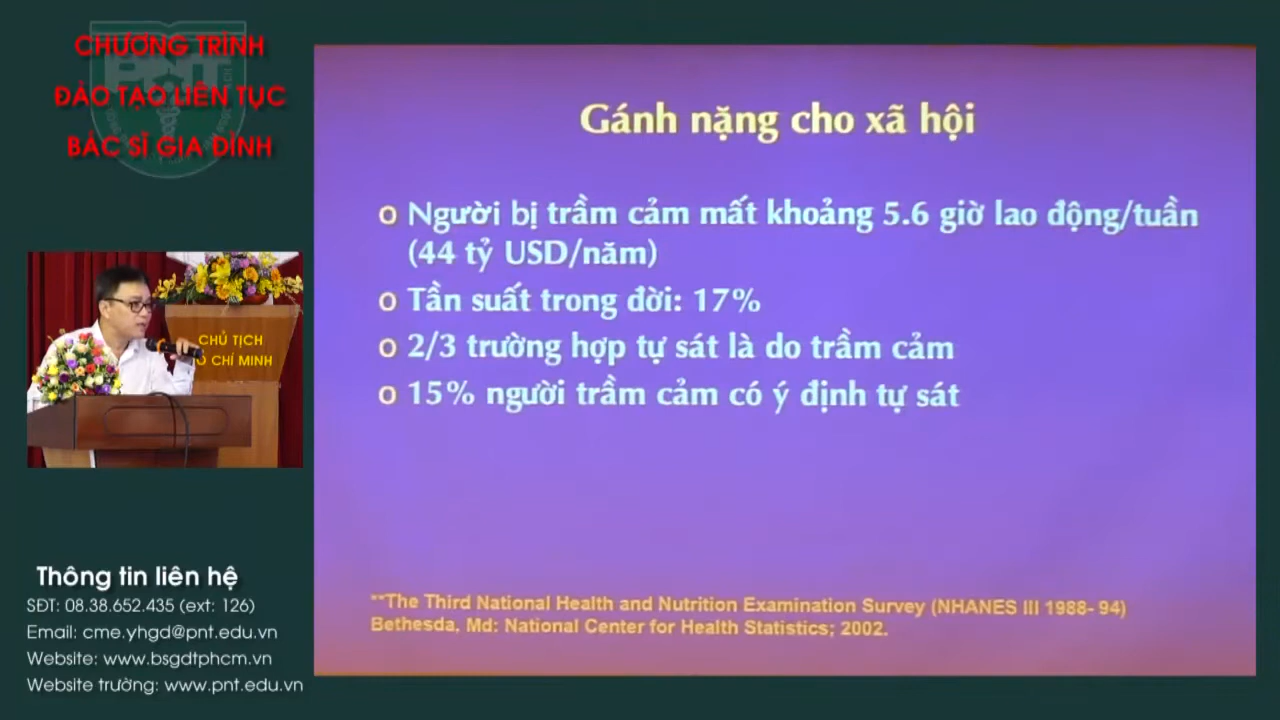 CHƯƠNG TRÌNH
ĐÀO TẠO LIÊN TỤC
BÁC SĨ GIA ĐÌNH
PNT
CHỦ TỊCH
CHÍ MINH
Thông tin liên hệ
SĐT: 08.38.652.435 (ext: 126)
Email: cme.yhgd@pnt.edu.vn
Website: www.bsgdtphcm.vn
Website trường: www.pnt.edu.vn
Gánh nặng cho xã hội
o Người bị trầm cảm mất khoảng 5.6 giờ lao động/tuần
(44 tỷ USD/năm)
o Tần suất trong đời: 17%
o 2/3 trường hợp tự sát là do trầm cảm
o 15% người trầm cảm có ý định tự sát
**The Third National Health and Nutrition Examination Survey (NHANES III 1988- 94)
Bethesda, Md: National Center for Health Statistics; 2002.